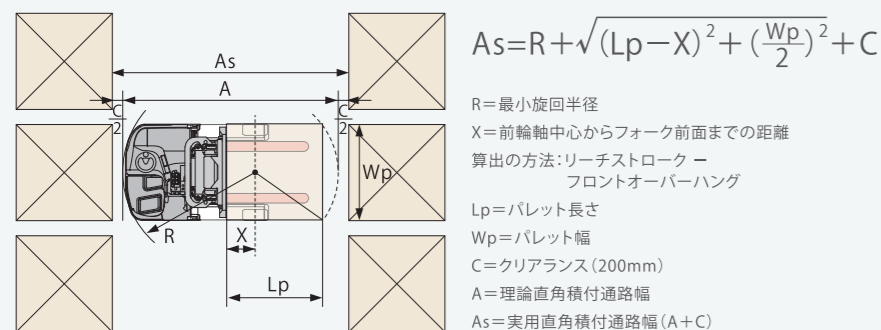 As
A
C
2
C
2
Wp
R
X
Lp
As=R+√(Lp−X)²+(Wp/2)²+C
R=最小旋回半径
X=前輪軸中心からフォーク前面までの距離
算出の方法:リーチストローク −
フロントオーバーハング
Lp=パレット長さ
Wp=パレット幅
C=クリアランス(200mm)
A=理論直角積付通路幅
As=実用直角積付通路幅(A+C)